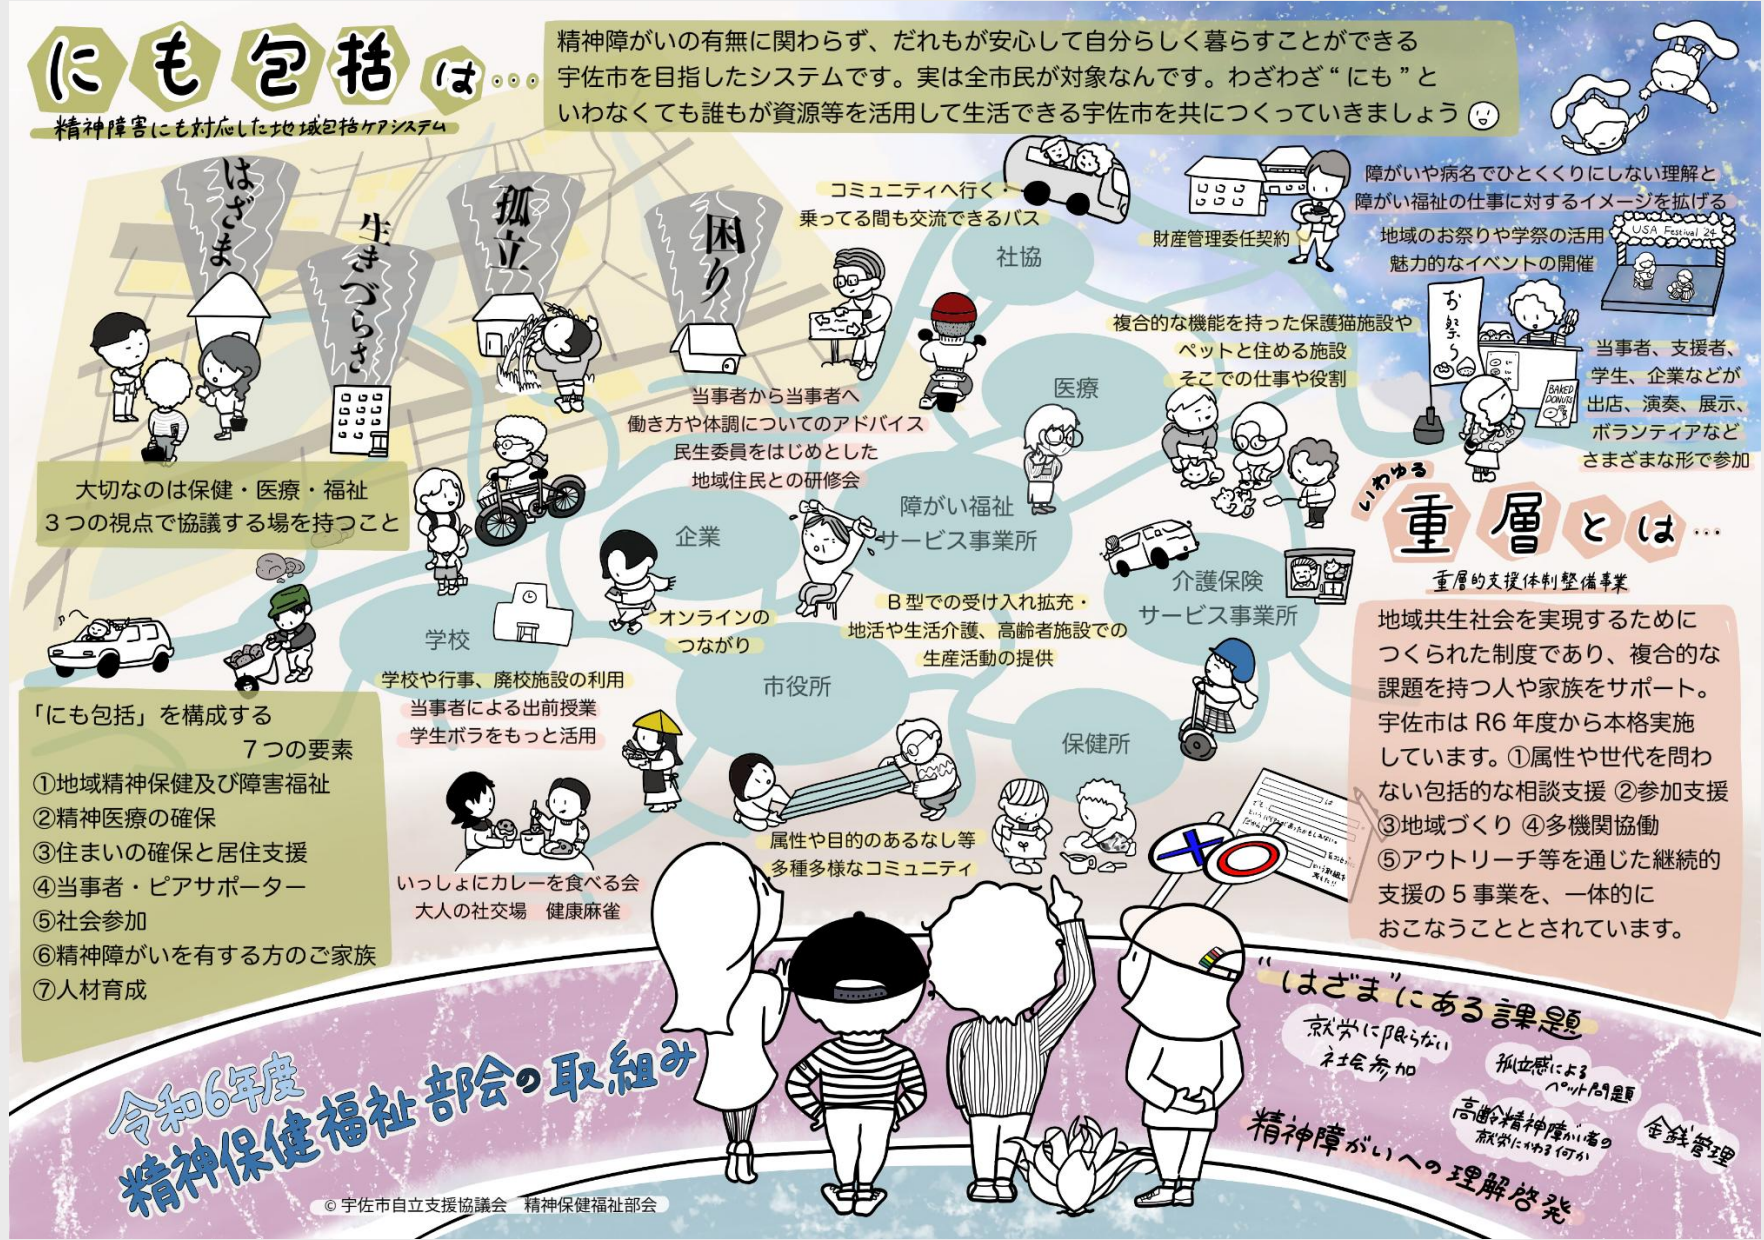 にも包括は…
精神障害にも対応した地域包括ケアシステム
精神障がいの有無に関わらず、だれもが安心して自分らしく暮らすことができる
宇佐市を目指したシステムです。実は全市民が対象なんです。わざわざ“にも”と
いわなくても誰もが資源等を活用して生活できる宇佐市を共につくっていきましょう
はざま
生きづらさ
孤立
困り
コミュニティへ行く・
乗ってる間も交流できるバス
社協
財産管理委任契約
障がいや病名でひとくくりにしない理解と
障がい福祉の仕事に対するイメージを拡げる
地域のお祭りや学祭の活用
魅力的なイベントの開催
USA Festival '24
お祭り
BAKED
DONUTS
当事者、支援者、
学生、企業などが
出店、演奏、展示、
ボランティアなど
さまざまな形で参加
複合的な機能を持った保護猫施設や
ペットと住める施設
そこでの仕事や役割
医療
当事者から当事者へ
働き方や体調についてのアドバイス
民生委員をはじめとした
地域住民との研修会
大切なのは保健・医療・福祉
3つの視点で協議する場を持つこと
企業
障がい福祉
サービス事業所
介護保険
サービス事業所
オンラインの
つながり
B型での受け入れ拡充・
地活や生活介護、高齢者施設での
生産活動の提供
学校
学校や行事、廃校施設の利用
当事者による出前授業
学生ボラをもっと活用
市役所
保健所
いわゆる
重層とは…
重層的支援体制整備事業
地域共生社会を実現するために
つくられた制度であり、複合的な
課題を持つ人や家族をサポート。
宇佐市はR6年度から本格実施
しています。①属性や世代を問わ
ない包括的な相談支援 ②参加支援
③地域づくり ④多機関協働
⑤アウトリーチ等を通じた継続的
支援の5事業を、一体的に
おこなうこととされています。
「にも包括」を構成する
7つの要素
①地域精神保健及び障害福祉
②精神医療の確保
③住まいの確保と居住支援
④当事者・ピアサポーター
⑤社会参加
⑥精神障がいを有する方のご家族
⑦人材育成
いっしょにカレーを食べる会
大人の社交場 健康麻雀
属性や目的のあるなし等
多種多様なコミュニティ
令和6年度
精神保健福祉部会の取組み
© 宇佐市自立支援協議会 精神保健福祉部会
"はざま"にある課題
就労に限らない
社会参加
孤立感による
ペット問題
高齢精神障がい者の
就労にかわる何か
金銭管理
精神障がいへの理解啓発